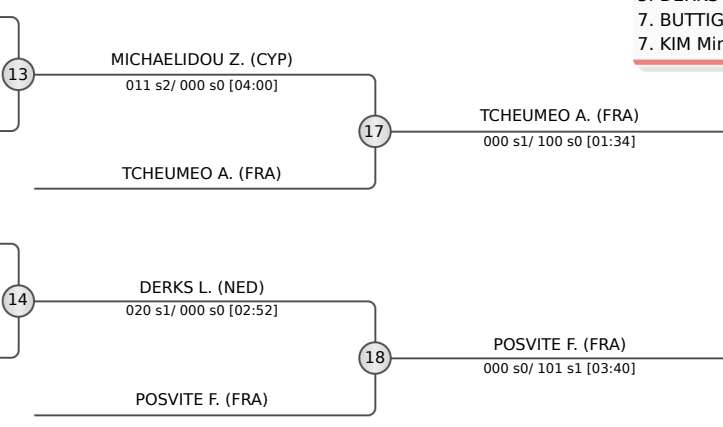 7. BUTTIG
7. KIM Min
13
MICHAELIDOU Z. (CYP)
011 s2/ 000 s0 [04:00]
17
TCHEUMEO A. (FRA)
000 s1/ 100 s0 [01:34]
TCHEUMEO A. (FRA)
14
DERKS L. (NED)
020 s1/ 000 s0 [02:52]
18
POSVITE F. (FRA)
000 s0/ 101 s1 [03:40]
POSVITE F. (FRA)